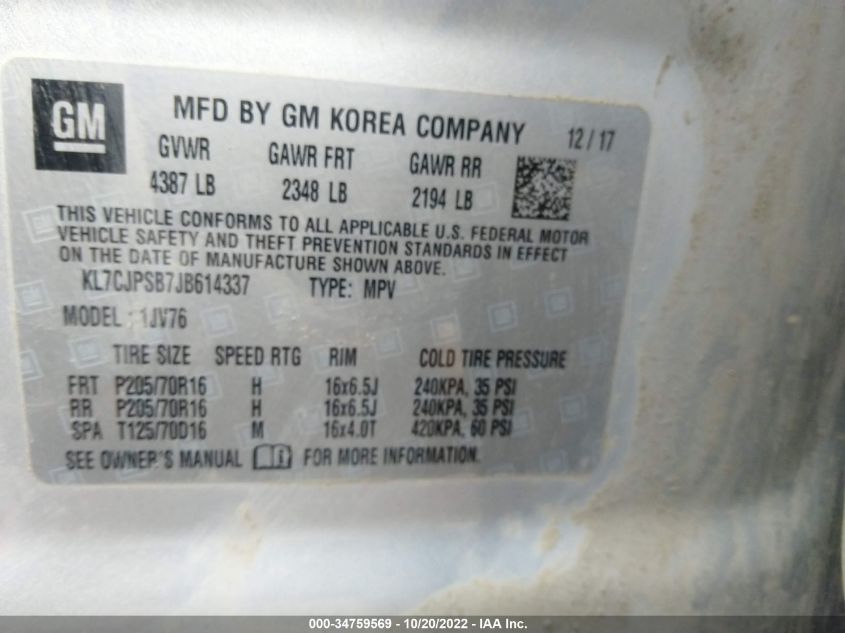 GM
MFD BY GM KOREA COMPANY 12/17
GVWR GAWR FRT GAWR RR
4387 LB 2348 LB 2194 LB
THIS VEHICLE CONFORMS TO ALL APPLICABLE U.S. FEDERAL MOTOR
VEHICLE SAFETY AND THEFT PREVENTION STANDARDS IN EFFECT
ON THE DATE OF MANUFACTURE SHOWN ABOVE.
KL7CJPSB7JB614337 TYPE: MPV
MODEL : 1JV76
TIRE SIZE SPEED RTG RIM COLD TIRE PRESSURE
FRT P205/70R16 H 16x6.5J 240KPA, 35 PSI
RR P205/70R16 H 16x6.5J 240KPA, 35 PSI
SPA T125/70D16 M 16x4.0T 420KPA, 60 PSI
SEE OWNER'S MANUAL FOR MORE INFORMATION.
000-34759569 - 10/20/2022 - IAA Inc.